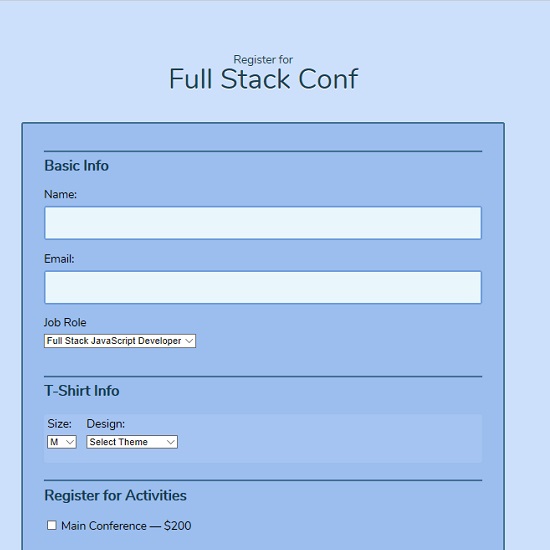 Register for
Full Stack Conf
Basic Info
Name:
Email:
Job Role
Full Stack JavaScript Developer
T-Shirt Info
Size: Design:
M Select Theme
Register for Activities
Main Conference — $200